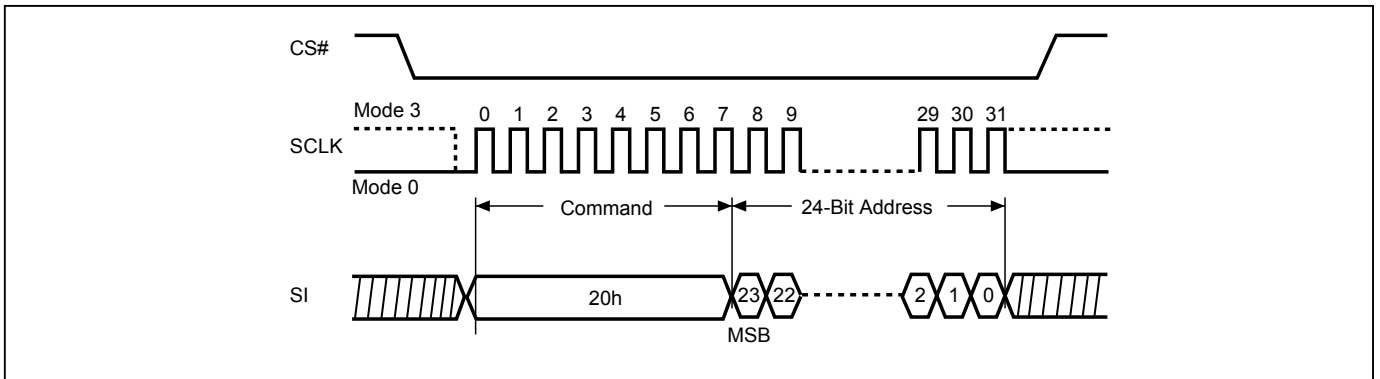 CS#
Mode 3
0 1 2 3 4 5 6 7 8 9 29 30 31
SCLK
Mode 0
Command 24-Bit Address
SI 20h 23 22 2 1 0
MSB